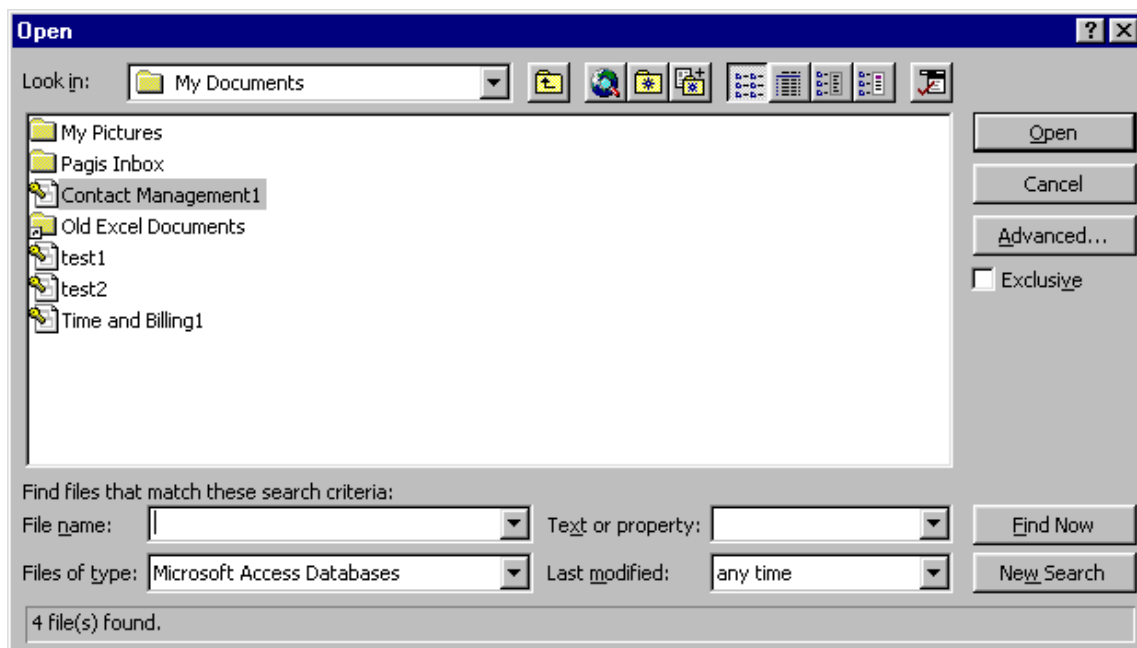 Open
Look in: My Documents
My Pictures
Open
Pagis Inbox
Contact Management1
Cancel
Old Excel Documents
Advanced...
test1
Exclusive
test2
Time and Billing1
Find files that match these search criteria:
File name: Text or property: Find Now
Files of type: Microsoft Access Databases Last modified: any time New Search
4 file(s) found.